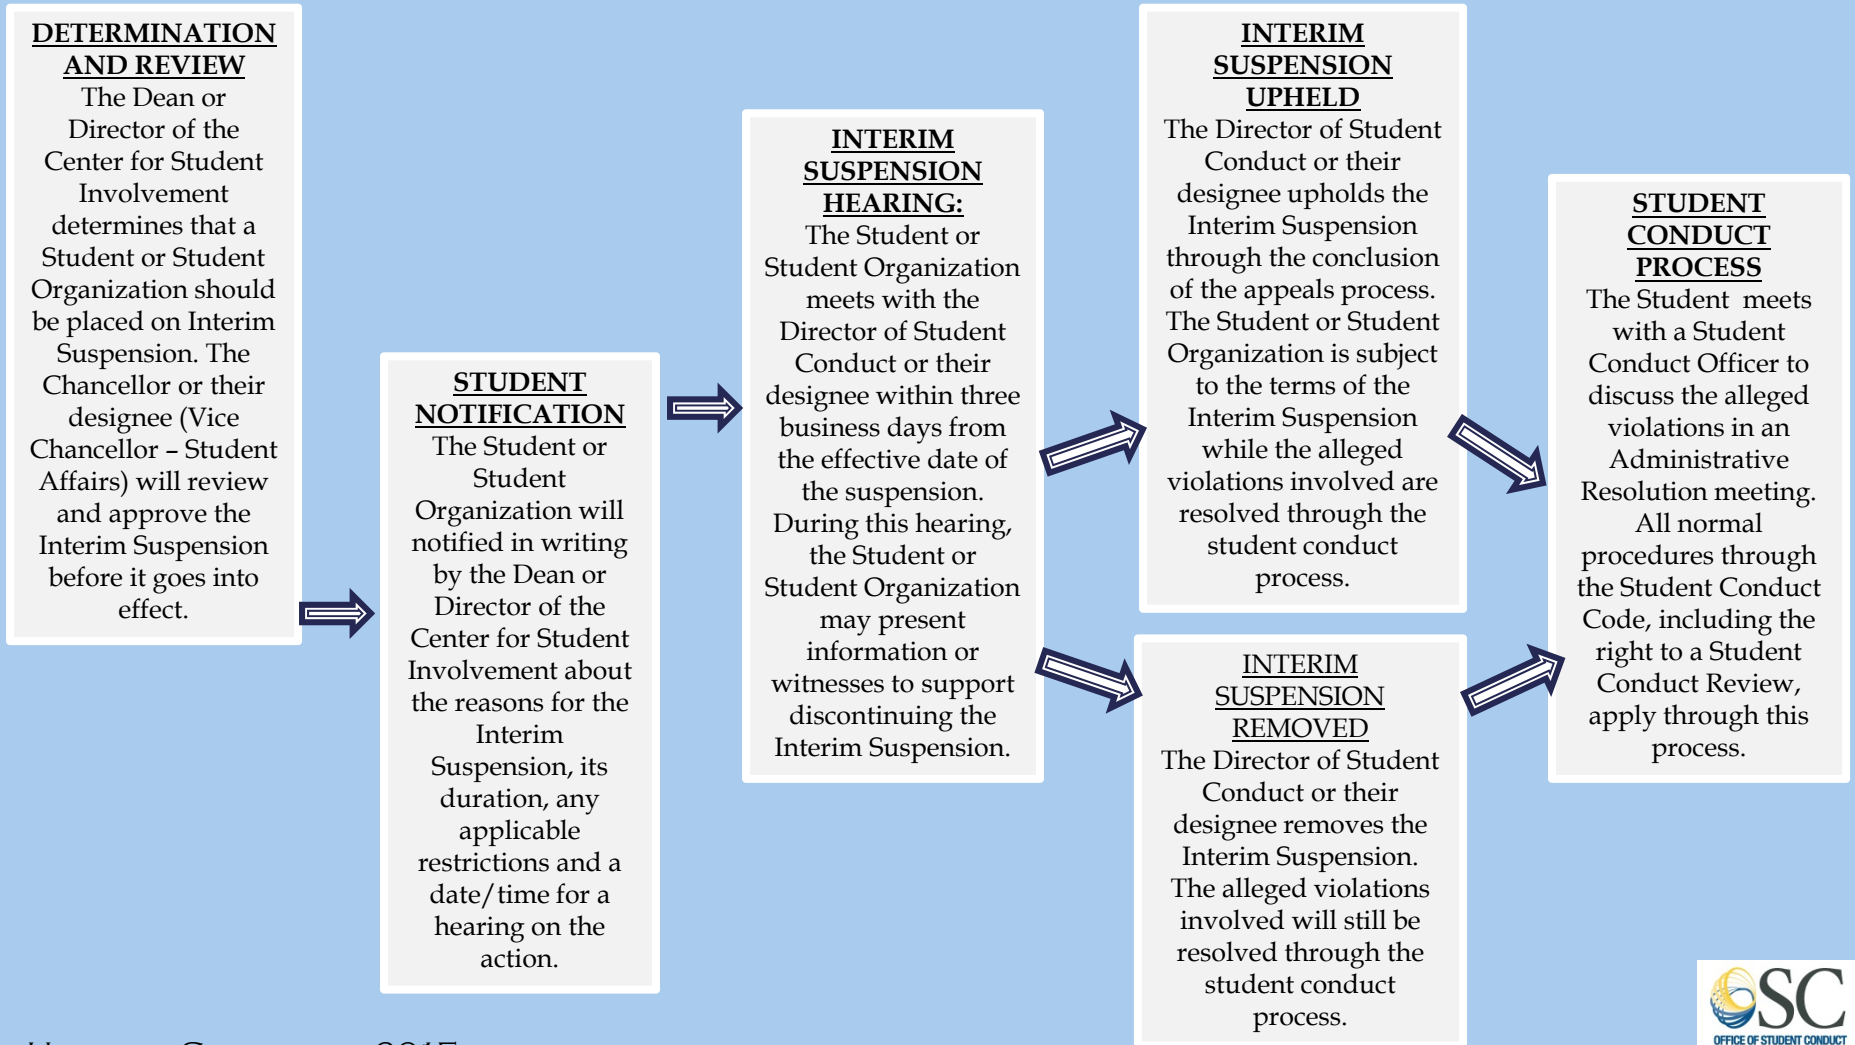 DETERMINATION
AND REVIEW
The Dean or
Director of the
Center for Student
Involvement
determines that a
Student or Student
Organization should
be placed on Interim
Suspension. The
Chancellor or their
designee (Vice
Chancellor – Student
Affairs) will review
and approve the
Interim Suspension
before it goes into
effect.
STUDENT
NOTIFICATION
The Student or
Student
Organization will
notified in writing
by the Dean or
Director of the
Center for Student
Involvement about
the reasons for the
Interim
Suspension, its
duration, any
applicable
restrictions and a
date/time for a
hearing on the
action.
INTERIM
SUSPENSION
HEARING:
The Student or
Student Organization
meets with the
Director of Student
Conduct or their
designee within three
business days from
the effective date of
the suspension.
During this hearing,
the Student or
Student Organization
may present
information or
witnesses to support
discontinuing the
Interim Suspension.
INTERIM
SUSPENSION
UPHELD
The Director of Student
Conduct or their
designee upholds the
Interim Suspension
through the conclusion
of the appeals process.
The Student or Student
Organization is subject
to the terms of the
Interim Suspension
while the alleged
violations involved are
resolved through the
student conduct
process.
INTERIM
SUSPENSION
REMOVED
The Director of Student
Conduct or their
designee removes the
Interim Suspension.
The alleged violations
involved will still be
resolved through the
student conduct
process.
STUDENT
CONDUCT
PROCESS
The Student  meets
with a Student
Conduct Officer to
discuss the alleged
violations in an
Administrative
Resolution meeting.
All normal
procedures through
the Student Conduct
Code, including the
right to a Student
Conduct Review,
apply through this
process.
OSC
OFFICE OF STUDENT CONDUCT